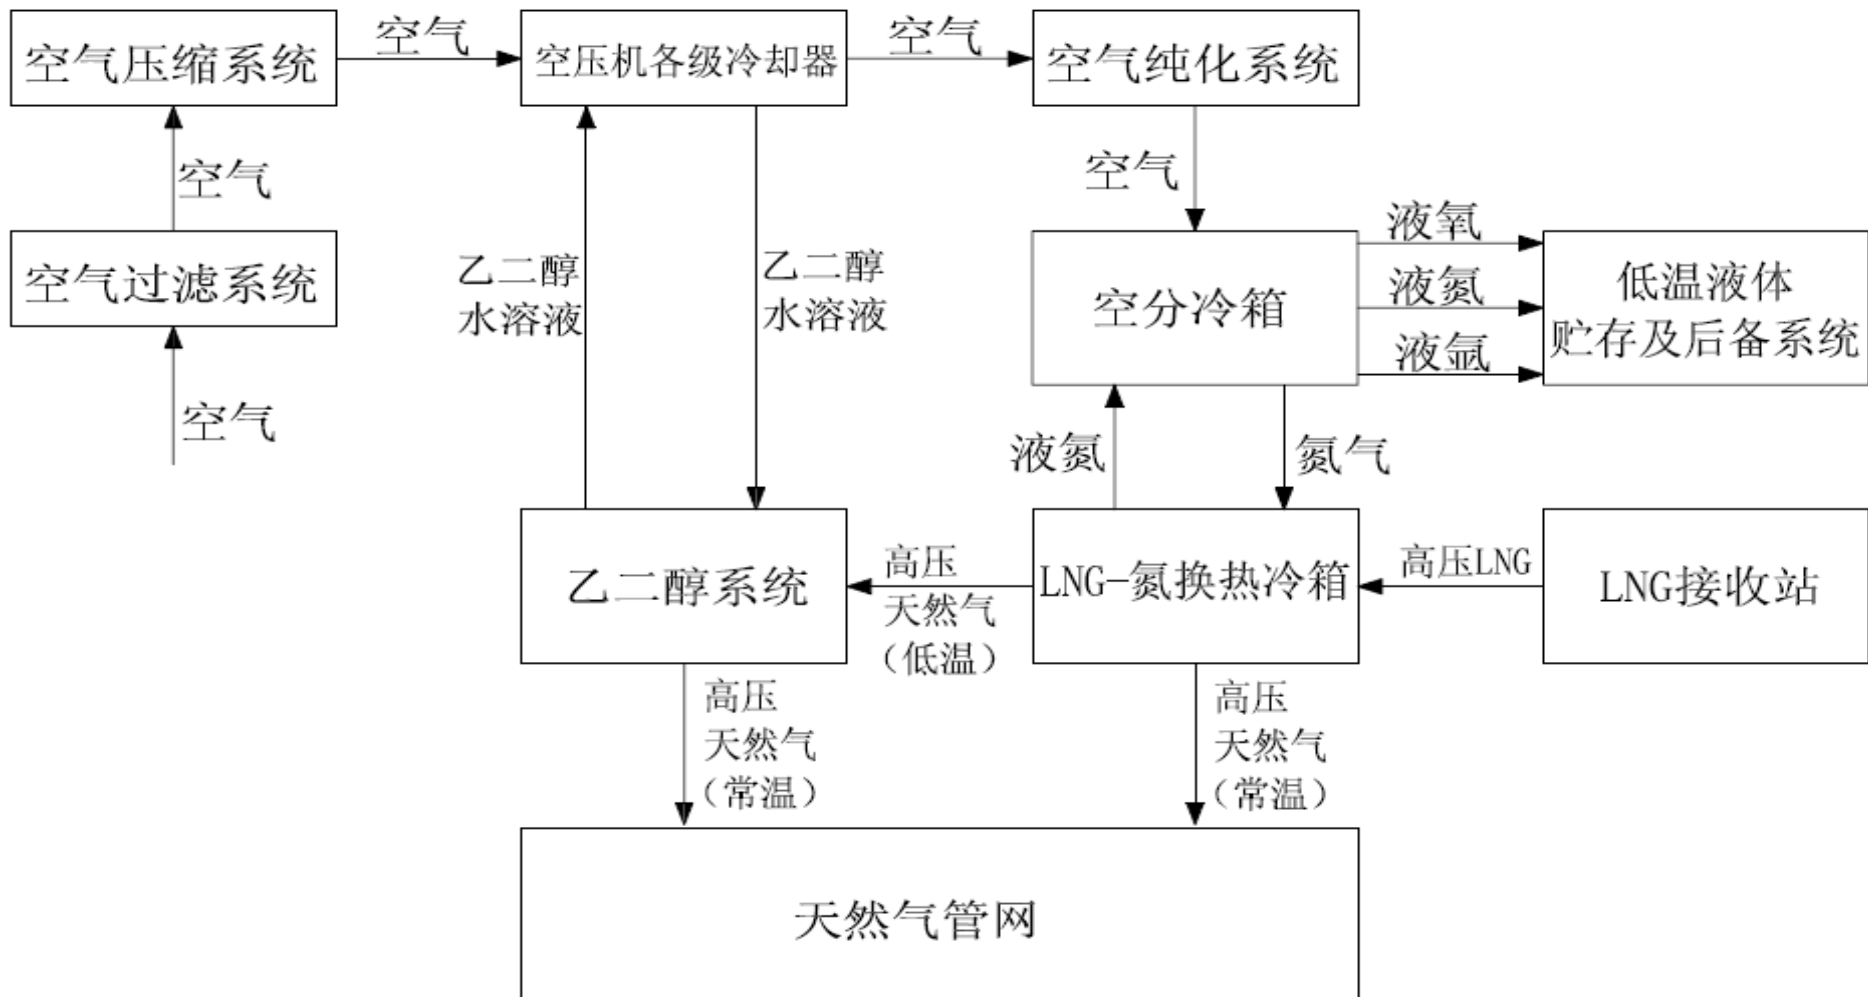 空气压缩系统
空气
空压机各级冷却器
空气
空气纯化系统
空气
空气
空气过滤系统
空气
乙二醇
水溶液
乙二醇
水溶液
空分冷箱
液氧
液氮
液氩
低温液体
贮存及后备系统
液氮
氮气
乙二醇系统
高压
天然气
（低温）
LNG-氮换热冷箱
高压LNG
LNG接收站
高压
天然气
（常温）
高压
天然气
（常温）
天然气管网